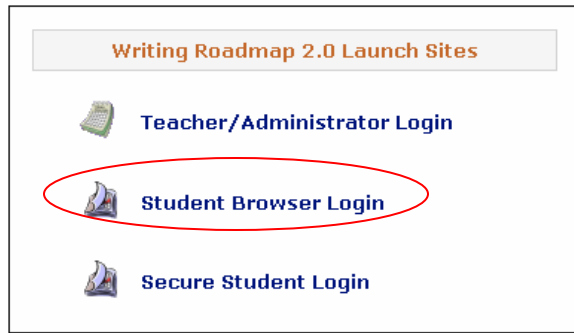 Writing Roadmap 2.0 Launch Sites
Teacher/Administrator Login
Student Browser Login
Secure Student Login